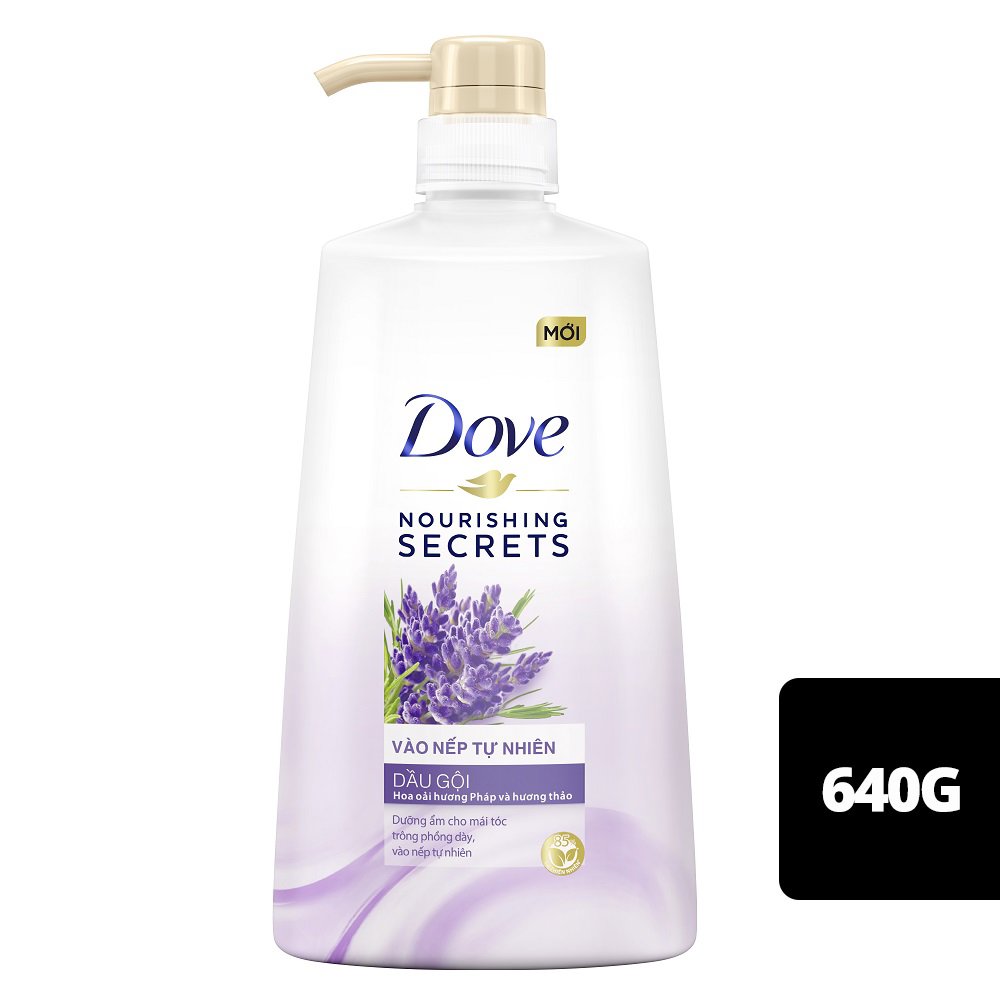 MỚI
Dove
NOURISHING
SECRETS
VÀO NẾP TỰ NHIÊN
DẦU GỘI
Hoa oải hương Pháp và hương thảo
Dưỡng ẩm cho mái tóc
trông phồng dày,
vào nếp tự nhiên
85%
640G